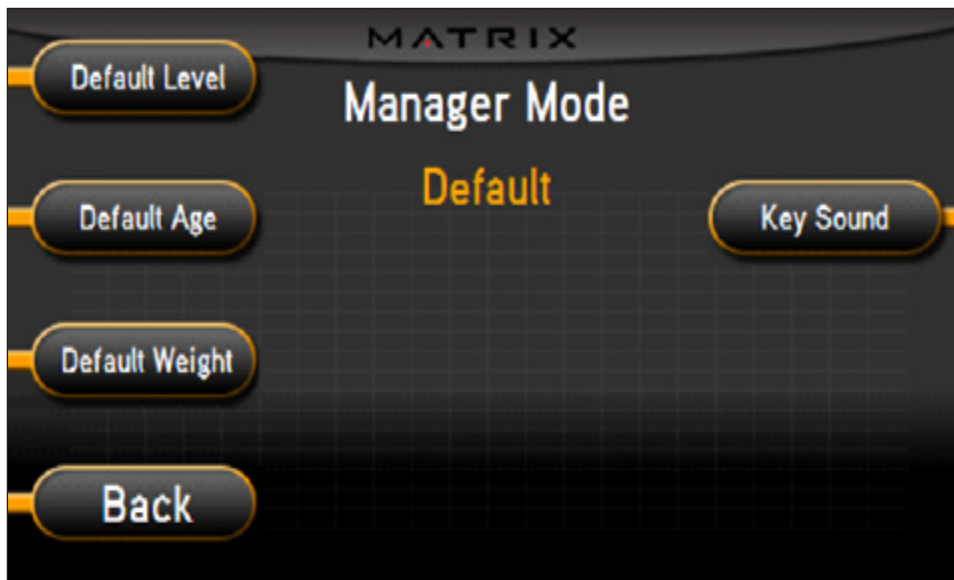 MATRIX
Manager Mode
Default
Default Level
Default Age
Key Sound
Default Weight
Back